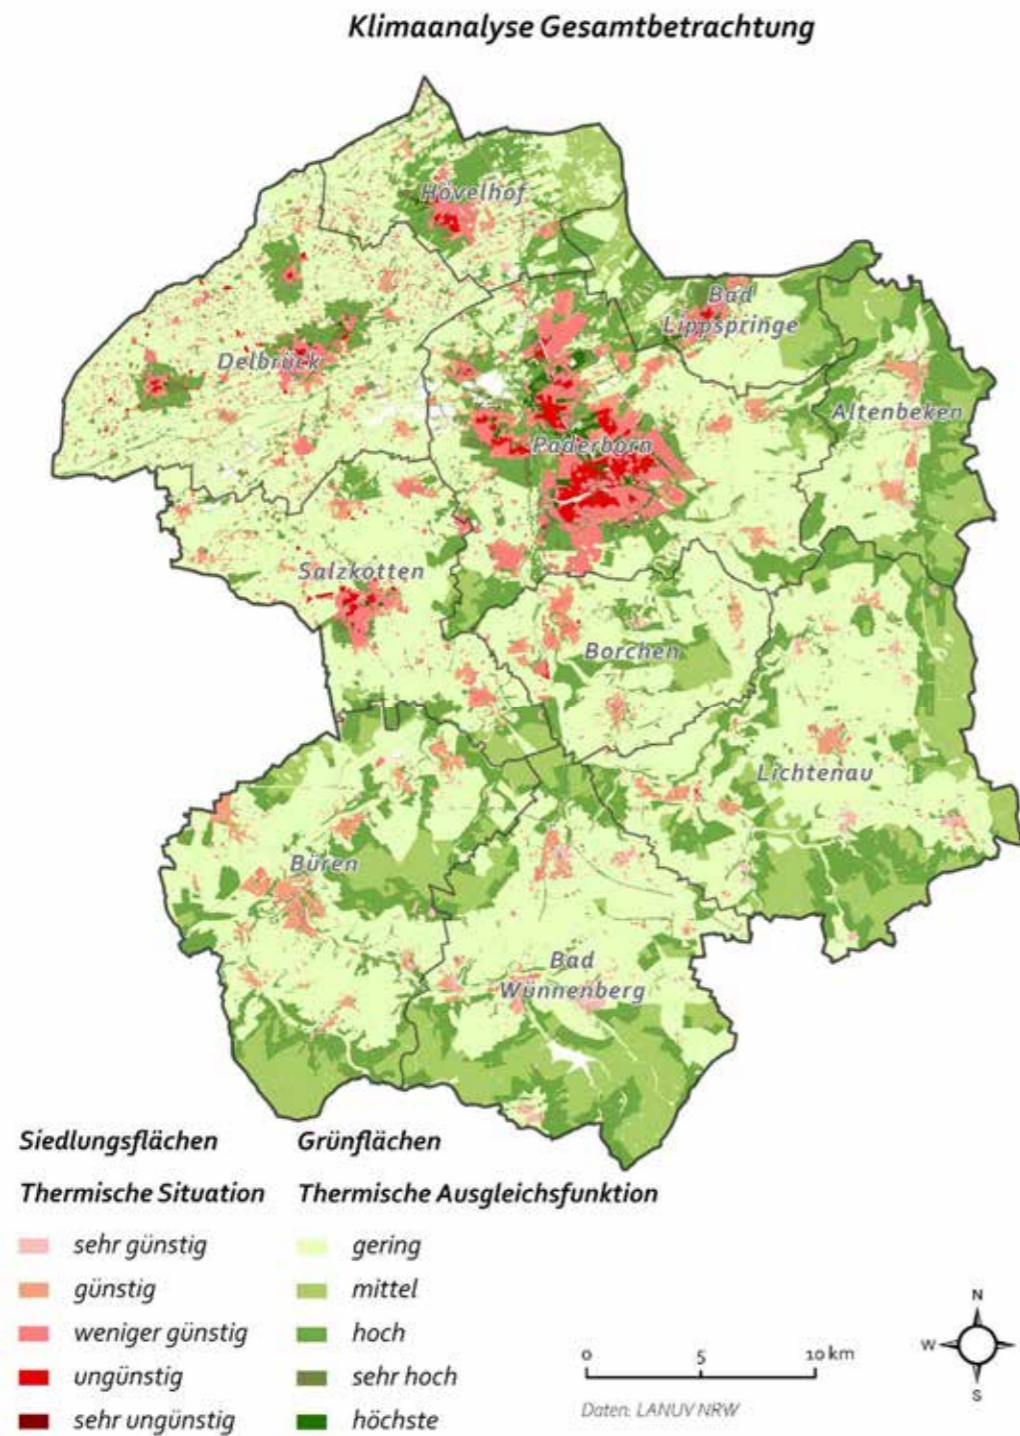 Klimaanalyse Gesamtbetrachtung
Hövelhof
Bad
Lippspringe
Delbrück
Altenbeken
Paderborn
Salzkotten
Borchen
Lichtenau
Büren
Bad
Wünnenberg
Siedlungsflächen
Thermische Situation
sehr günstig
günstig
weniger günstig
ungünstig
sehr ungünstig
Grünflächen
Thermische Ausgleichsfunktion
gering
mittel
hoch
sehr hoch
höchste
0 5 10 km
Daten: LANUV NRW
N
W
S